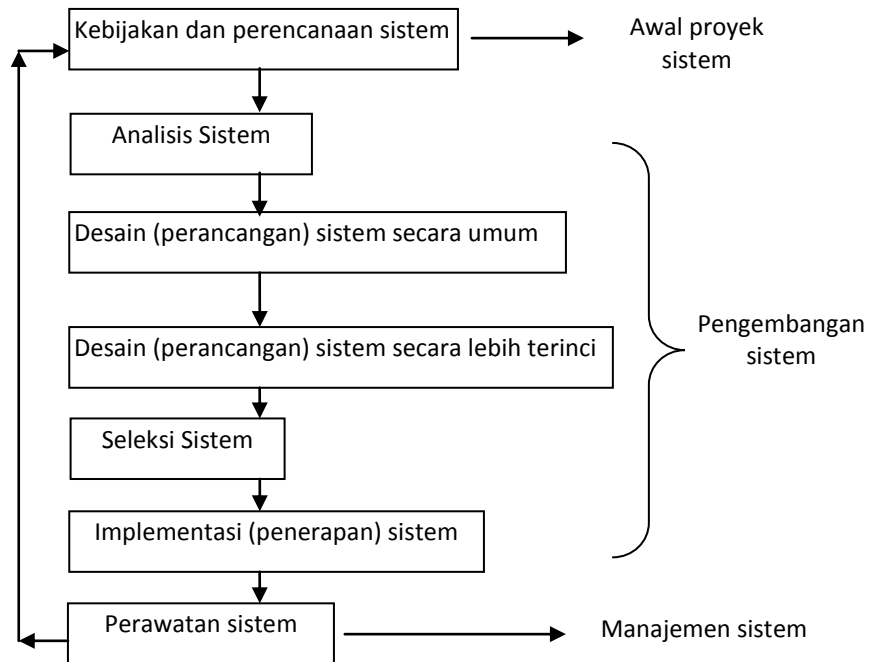 Kebijakan dan perencanaan sistem
Awal proyek
sistem
Analisis Sistem
Desain (perancangan) sistem secara umum
Desain (perancangan) sistem secara lebih terinci
Pengembangan
sistem
Seleksi Sistem
Implementasi (penerapan) sistem
Perawatan sistem
Manajemen sistem